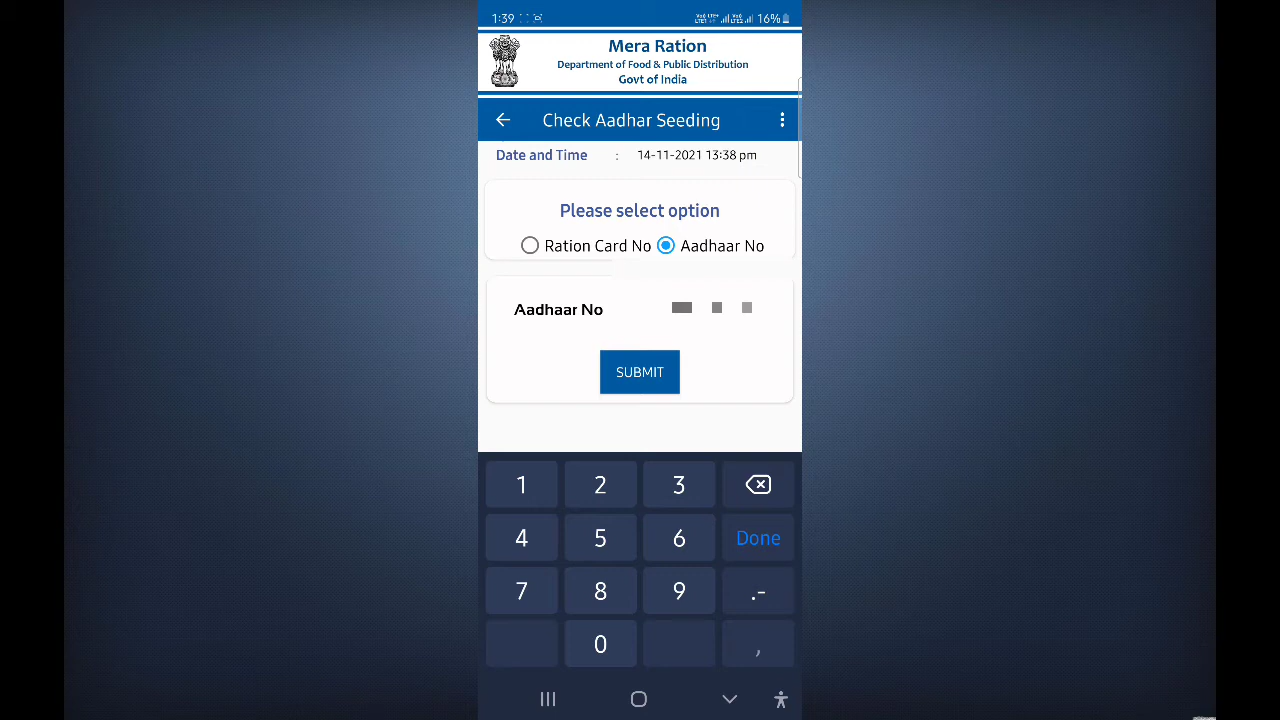 1:39 16%
Mera Ration
Department of Food & Public Distribution
Govt of India
Check Aadhar Seeding
Date and Time : 14-11-2021 13:38 pm
Please select option
Ration Card No Aadhaar No
Aadhaar No
SUBMIT
1 2 3
4 5 6 Done
7 8 9 .-
0 ,